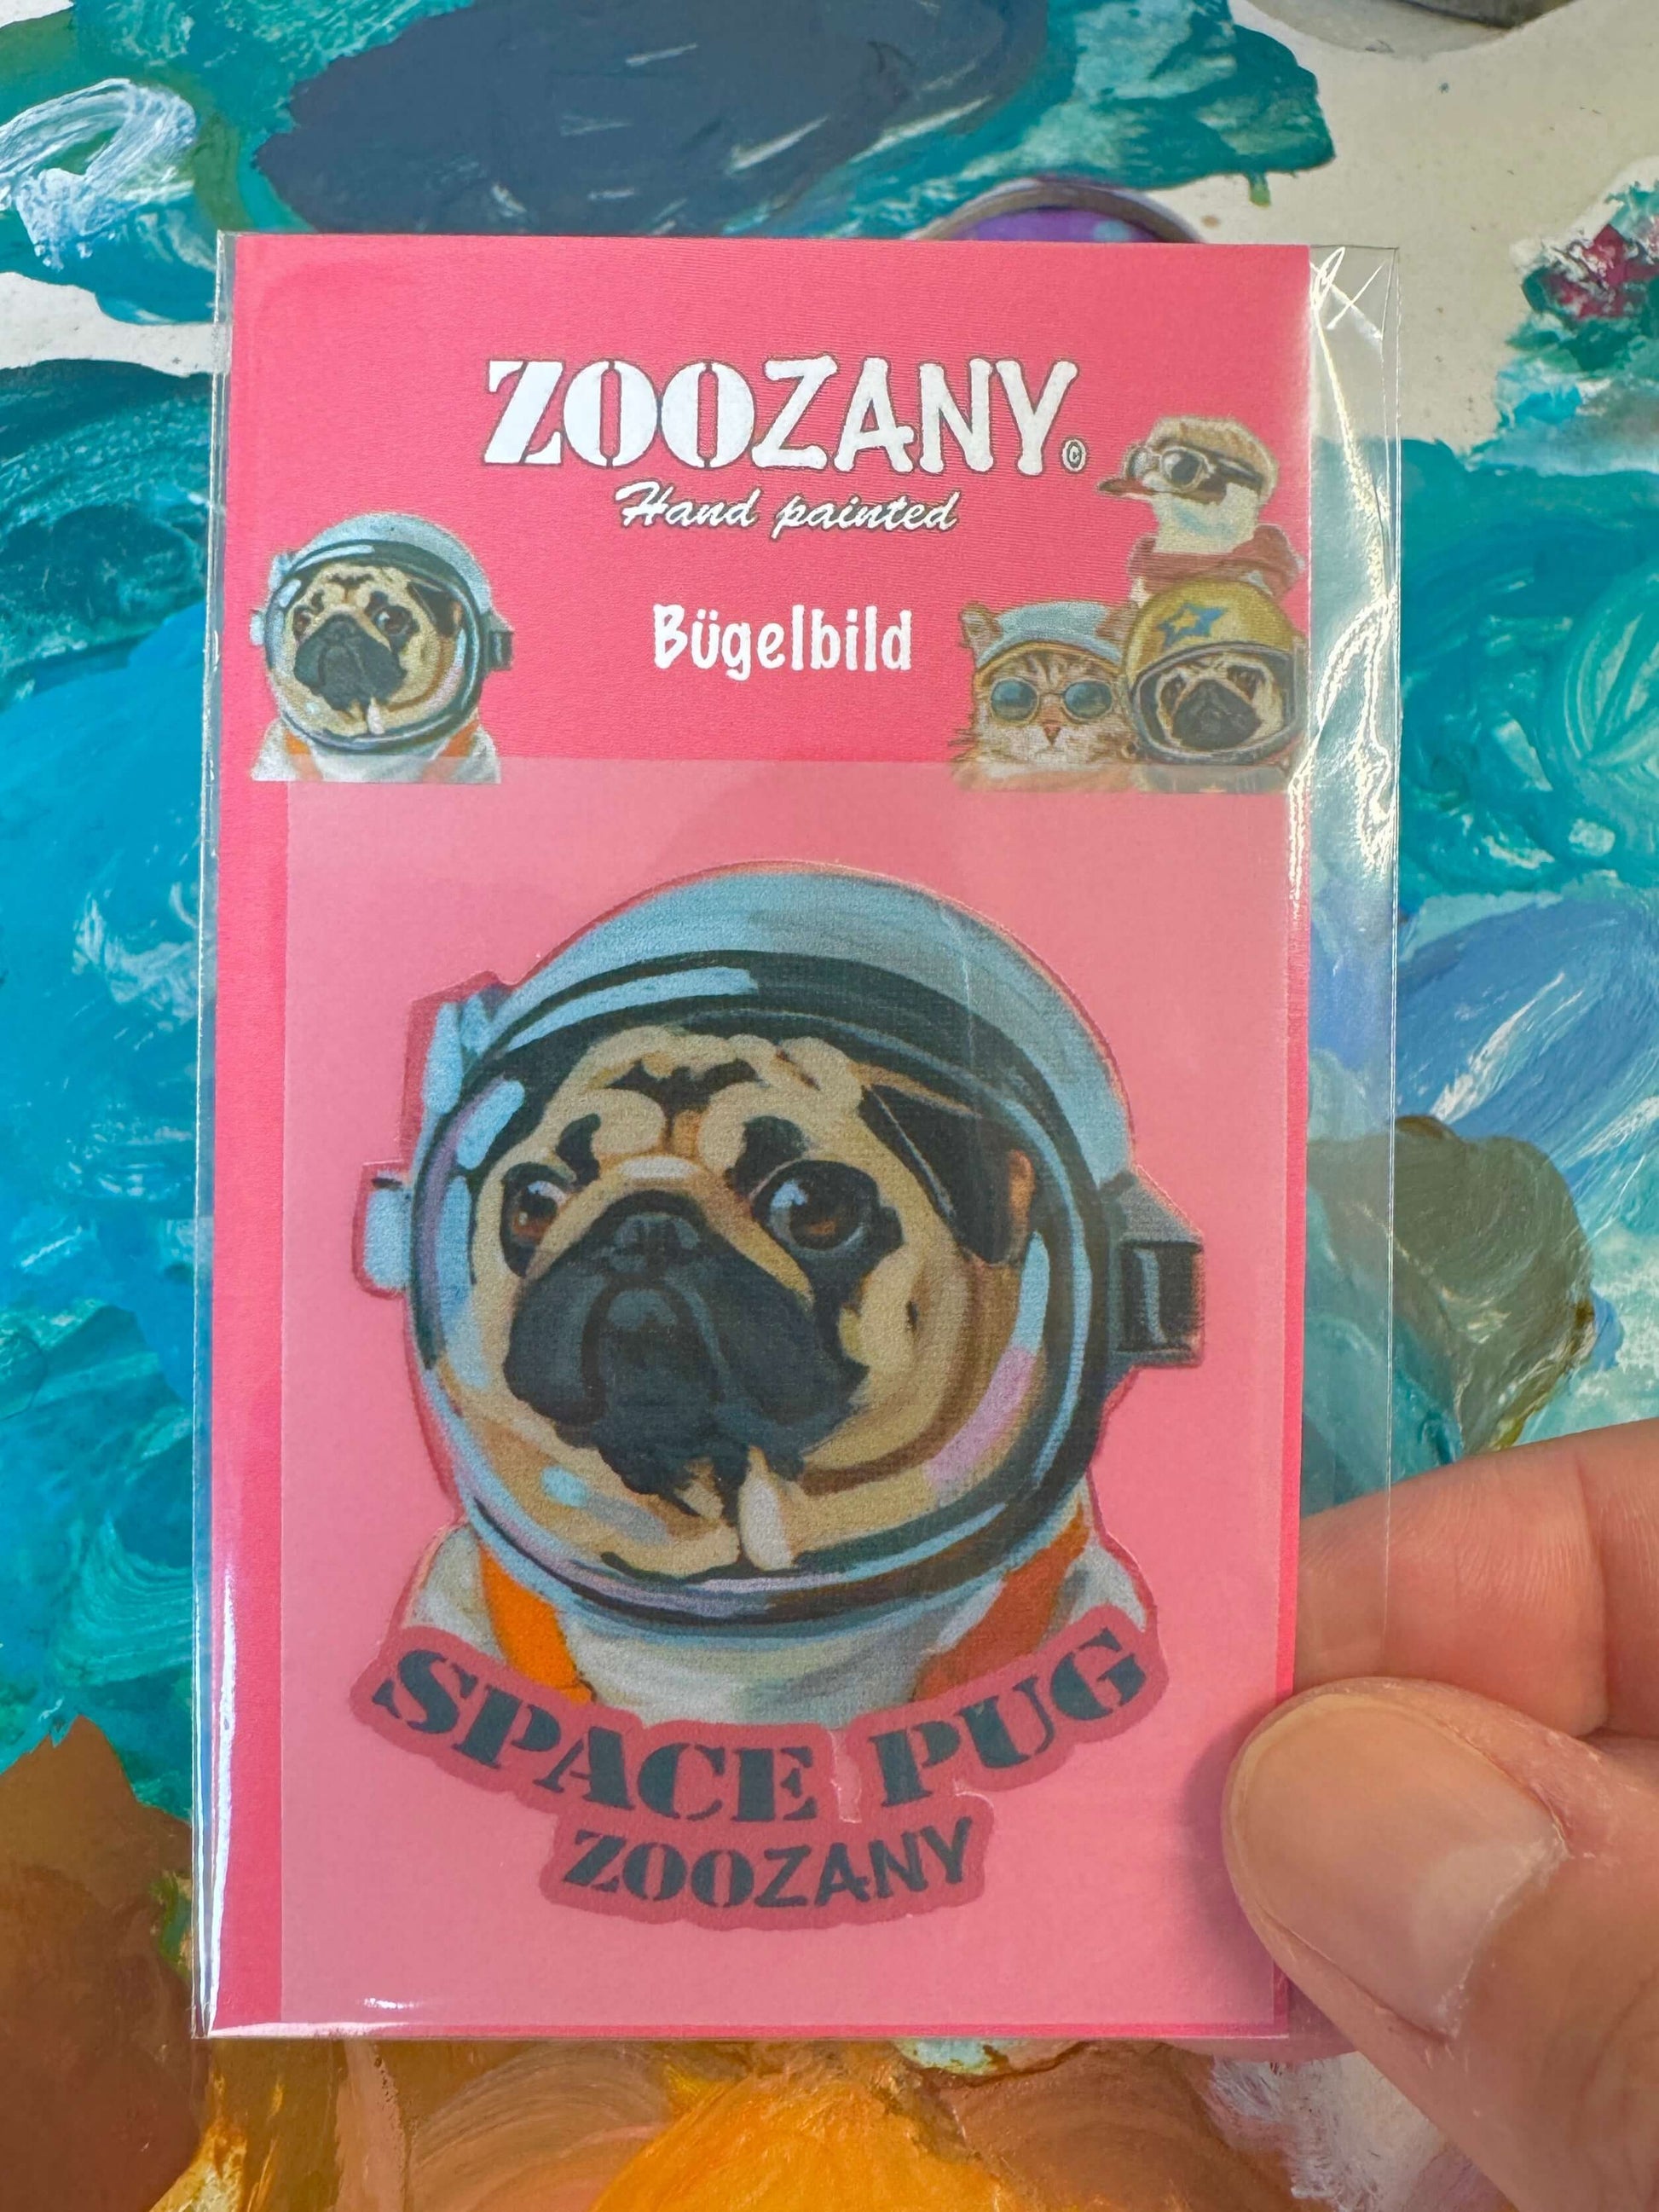 ZOOZANY©
Hand painted
Bügelbild
SPACE PUG
ZOOZANY